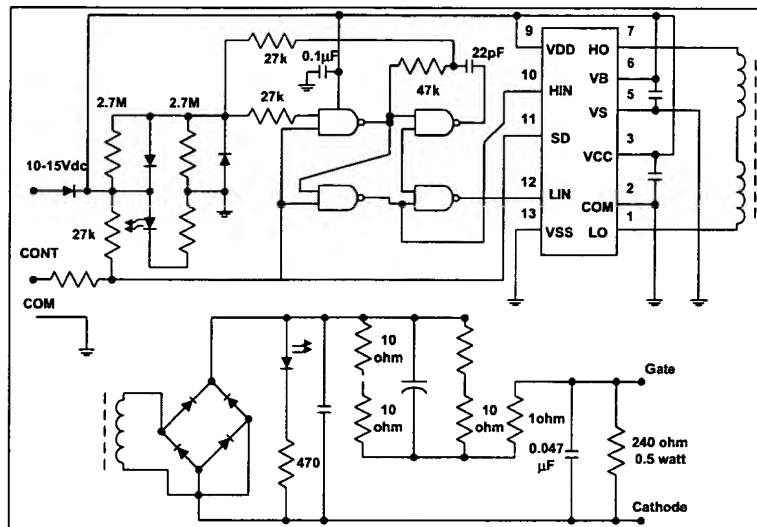 9
VDD
HO
7
0.1µF
22pF
27k
VB
6
10
HIN
5
2.7M
2.7M
27k
47k
VS
11
SD
3
10-15Vdc
VCC
12
LIN
2
COM
27k
13
VSS
LO
1
CONT
COM
10
ohm
Gate
10
ohm
10
ohm
1ohm
470
0.047
µF
240 ohm
0.5 watt
Cathode